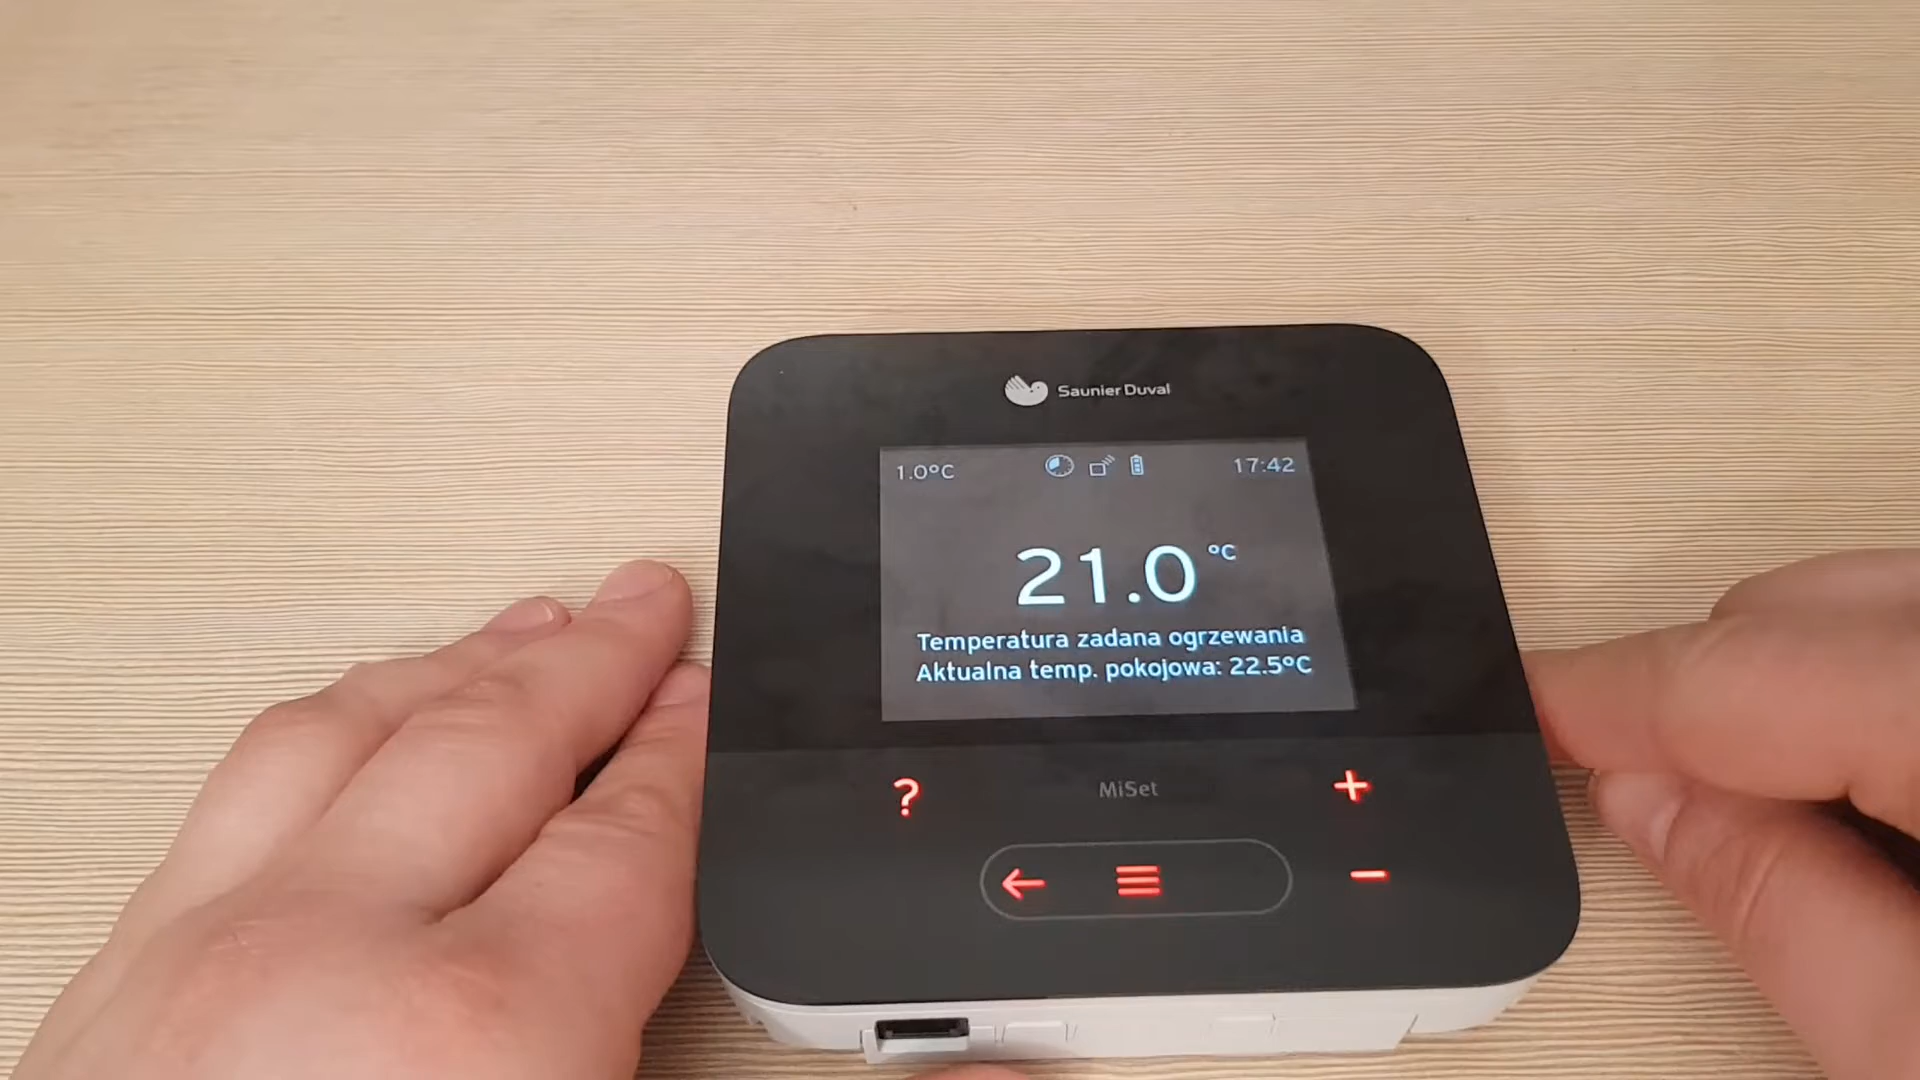 Saunier Duval
1.0°C 17:42
21.0 °C
Temperatura zadana ogrzewania
Aktualna temp. pokojowa: 22.5°C
? MiSet +
−